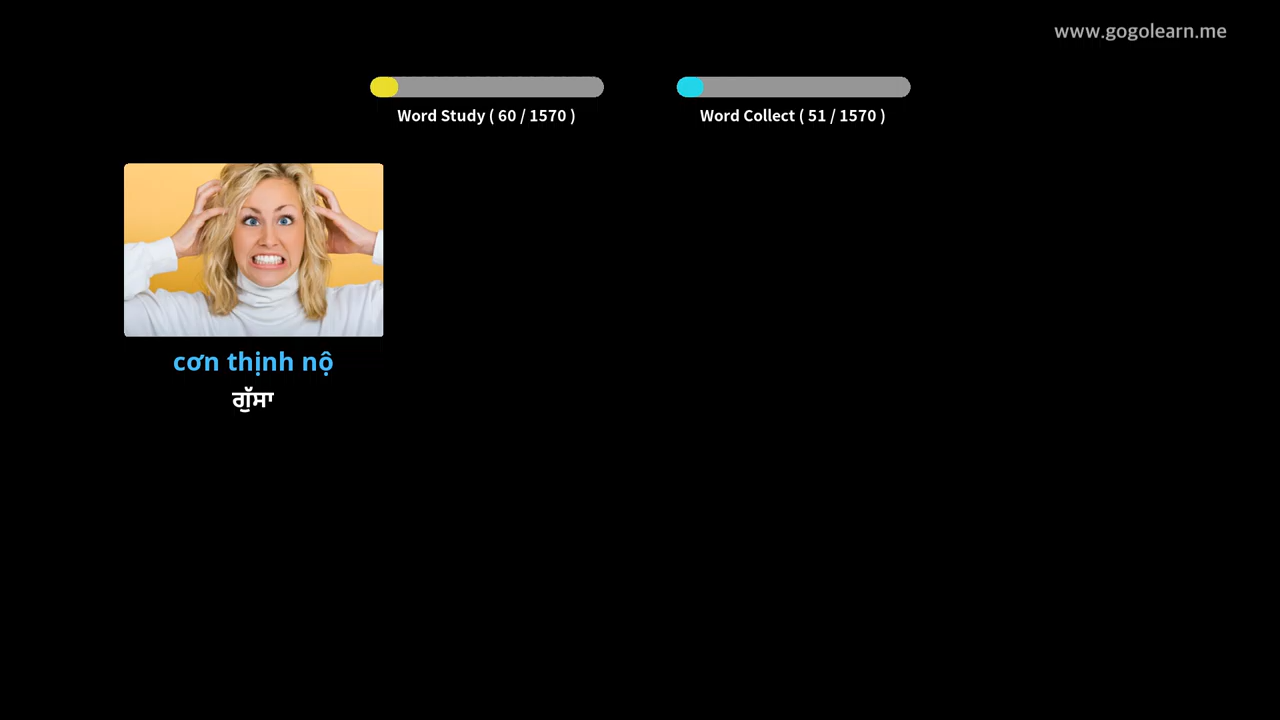 www.gogolearn.me
Word Study ( 60 / 1570 )
Word Collect ( 51 / 1570 )
cơn thịnh nộ
ਗੁੱਸਾ